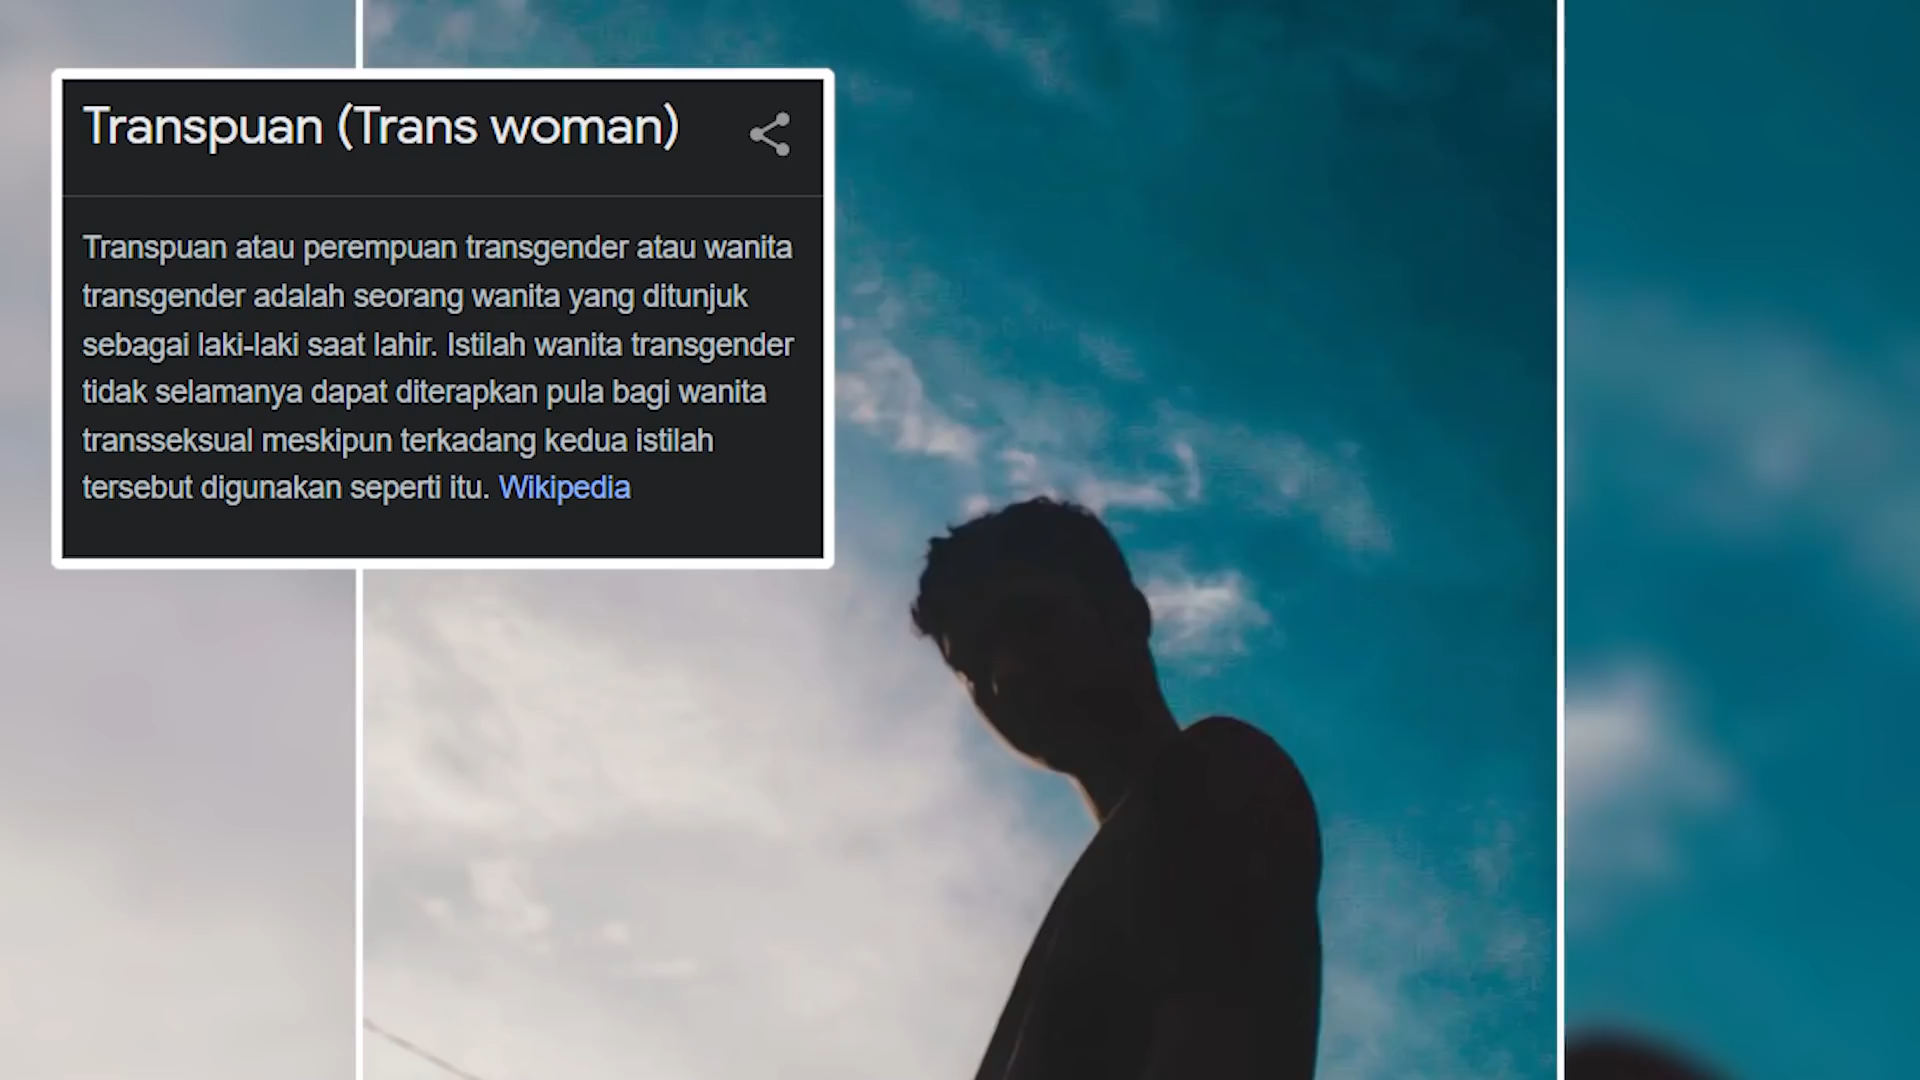 Transpuan (Trans woman)
Transpuan atau perempuan transgender atau wanita
transgender adalah seorang wanita yang ditunjuk
sebagai laki-laki saat lahir. Istilah wanita transgender
tidak selamanya dapat diterapkan pula bagi wanita
transseksual meskipun terkadang kedua istilah
tersebut digunakan seperti itu. Wikipedia